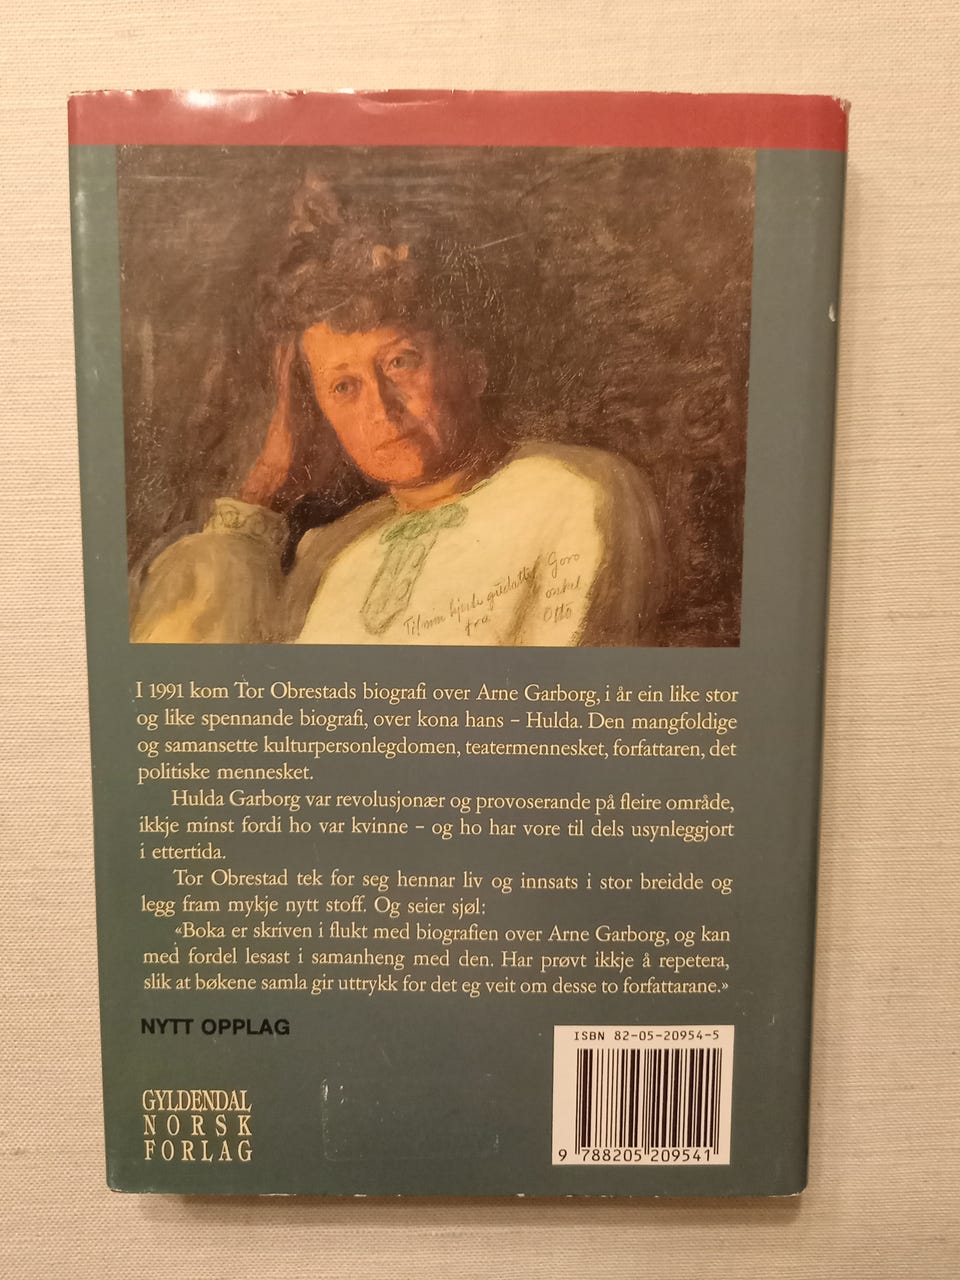 Til min kjærte guddatter Goro
fra onkel
Otto
I 1991 kom Tor Obrestads biografi over Arne Garborg, i år ein like stor
og like spennande biografi, over kona hans – Hulda. Den mangfoldige
og samansette kulturpersonlegdomen, teatermennesket, forfattaren, det
politiske mennesket.
Hulda Garborg var revolusjonær og provoserande på fleire område,
ikkje minst fordi ho var kvinne – og ho har vore til dels usynleggjort
i ettertida.
Tor Obrestad tek for seg hennar liv og innsats i stor breidde og
legg fram mykje nytt stoff. Og seier sjøl:
«Boka er skriven i flukt med biografien over Arne Garborg, og kan
med fordel lesast i samanheng med den. Har prøvt ikkje å repetera,
slik at bøkene samla gir uttrykk for det eg veit om desse to forfattarane.»
NYTT OPPLAG
ISBN 82-05-20954-5
9 788205 209541
GYLDENDAL
NORSK
FORLAG